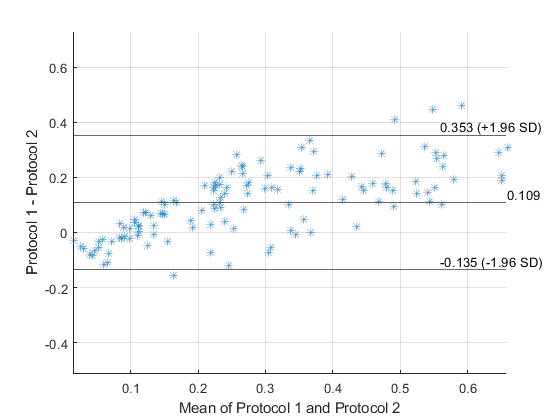 0.6
0.4
0.353 (+1.96 SD)
0.2
0.109
0
-0.135 (-1.96 SD)
-0.2
-0.4
Protocol 1 - Protocol 2
0.1 0.2 0.3 0.4 0.5 0.6
Mean of Protocol 1 and Protocol 2